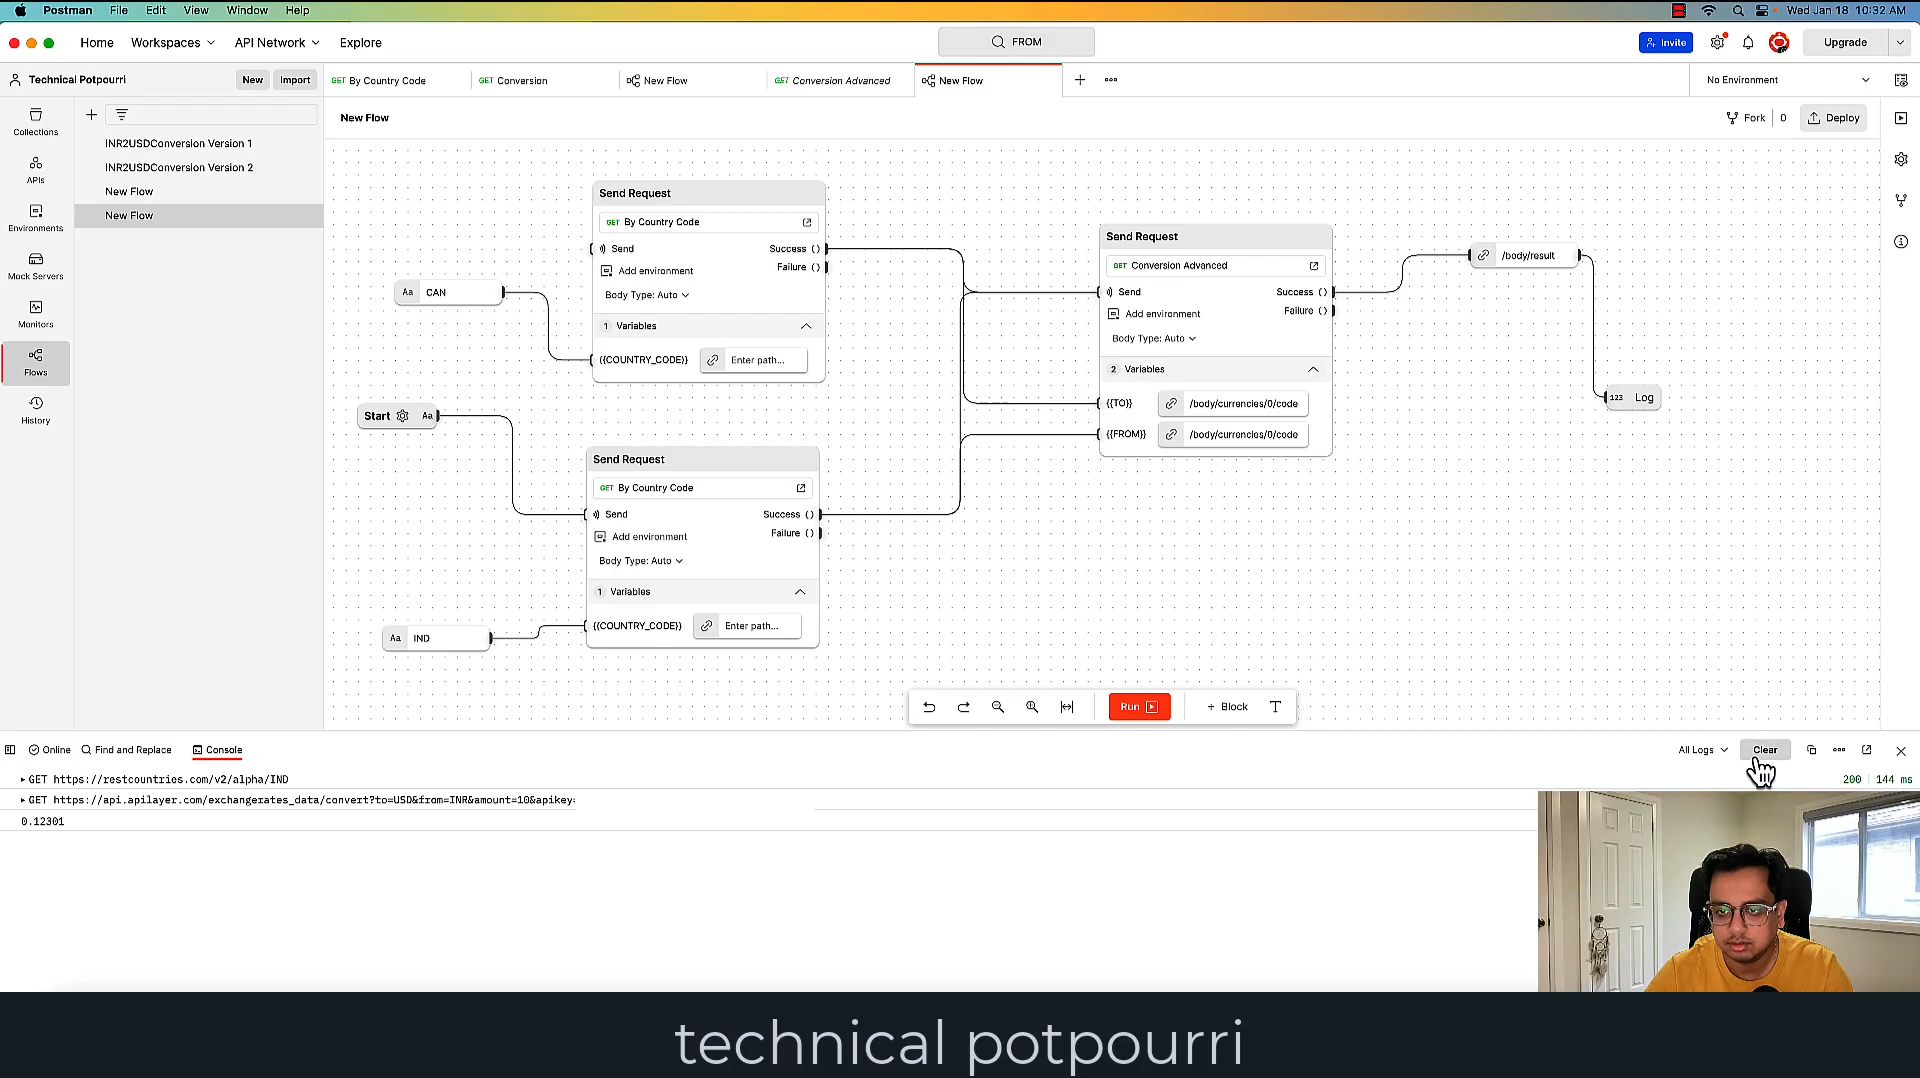 Postman File Edit View Window Help Wed Jan 18 10:32 AM
Home Workspaces API Network Explore FROM Invite Upgrade
Technical Potpourri New Import GET By Country Code GET Conversion New Flow GET Conversion Advanced New Flow No Environment
Collections
APIs
Environments
Mock Servers
Monitors
Flows
History
INR2USDConversion Version 1
INR2USDConversion Version 2
New Flow
New Flow
New Flow Fork 0 Deploy
Send Request
GET By Country Code
Send Success ()
Failure ()
Add environment
Body Type: Auto
1 Variables
{{COUNTRY_CODE}} Enter path...
Aa CAN
Start Aa
Send Request
GET By Country Code
Send Success ()
Failure ()
Add environment
Body Type: Auto
1 Variables
{{COUNTRY_CODE}} Enter path...
Aa IND
Send Request
GET Conversion Advanced
Send Success ()
Failure ()
Add environment
Body Type: Auto
2 Variables
{{TO}} /body/currencies/0/code
{{FROM}} /body/currencies/0/code
/body/result
123 Log
Run + Block T
Online Find and Replace Console All Logs Clear
GET https://restcountries.com/v2/alpha/IND 200 144 ms
GET https://api.apilayer.com/exchangerates_data/convert?to=USD&from=INR&amount=10&apikey=
0.12301
technical potpourri